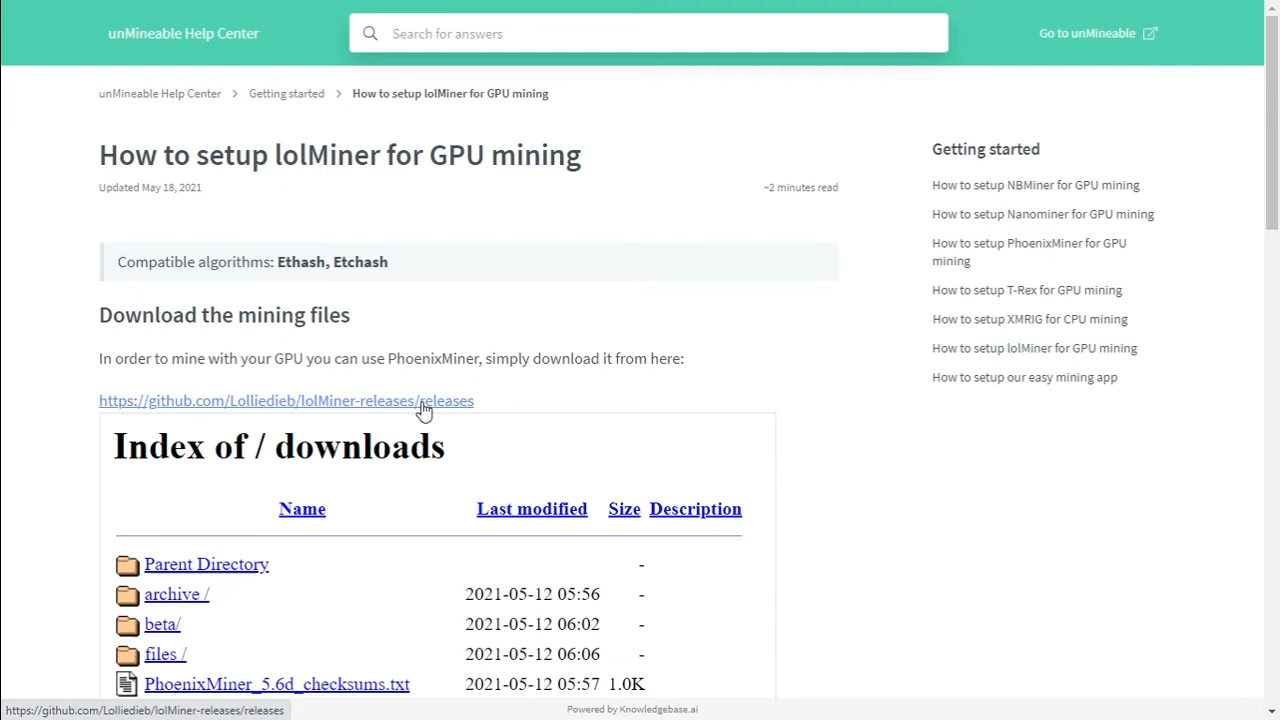 unMineable Help Center
Search for answers
Go to unMineable
unMineable Help Center > Getting started > How to setup lolMiner for GPU mining
How to setup lolMiner for GPU mining
Updated May 18, 2021
~2 minutes read
Compatible algorithms: Ethash, Etchash
Download the mining files
In order to mine with your GPU you can use PhoenixMiner, simply download it from here:
https://github.com/Lolliedieb/lolMiner-releases/releases
Index of / downloads
Name Last modified Size Description
Parent Directory -
archive / 2021-05-12 05:56 -
beta/ 2021-05-12 06:02 -
files / 2021-05-12 06:06 -
PhoenixMiner_5.6d_checksums.txt 2021-05-12 05:57 1.0K
Getting started
How to setup NBMiner for GPU mining
How to setup Nanominer for GPU mining
How to setup PhoenixMiner for GPU
mining
How to setup T-Rex for GPU mining
How to setup XMRIG for CPU mining
How to setup lolMiner for GPU mining
How to setup our easy mining app
https://github.com/Lolliedieb/lolMiner-releases/releases
Powered by Knowledgebase.ai